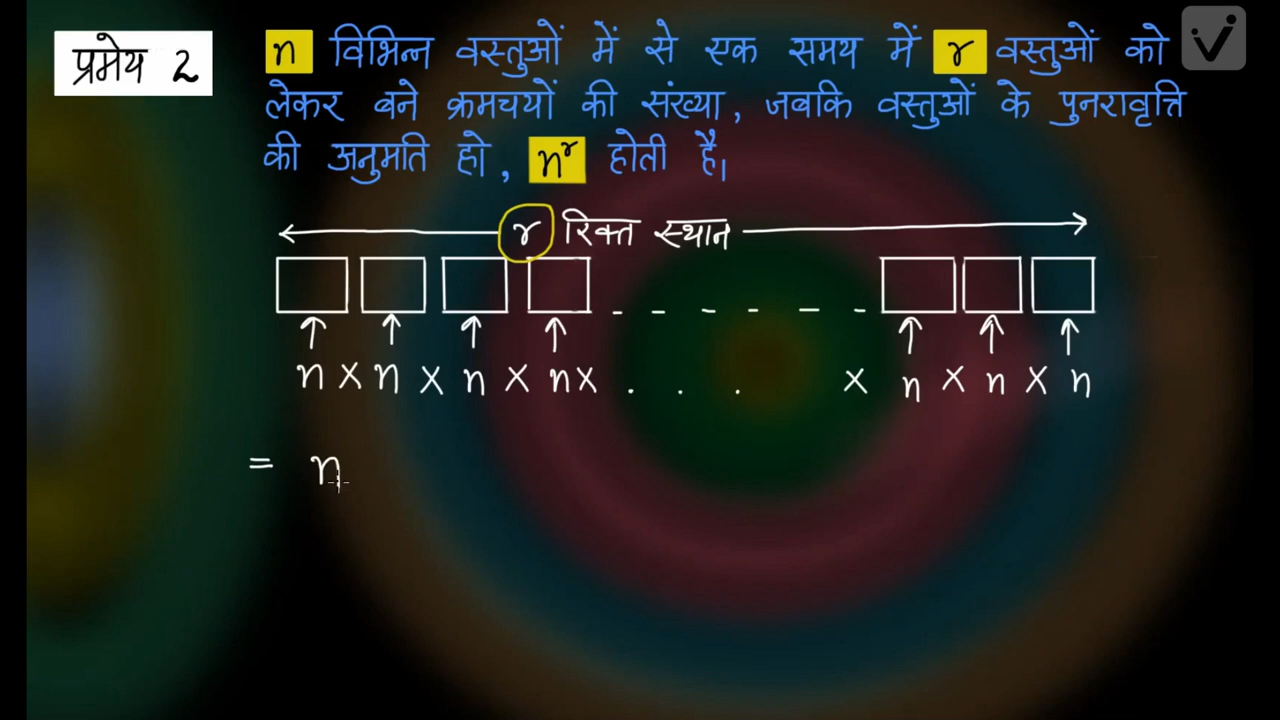 प्रमेय 2
n विभिन्न वस्तुओं में से एक समय में r वस्तुओं को
लेकर बने क्रमचयों की संख्या, जबकि वस्तुओं के पुनरावृत्ति
की अनुमति हो, nʳ होती है।
r रिक्त स्थान
n × n × n × n × . . . × n × n × n
= n